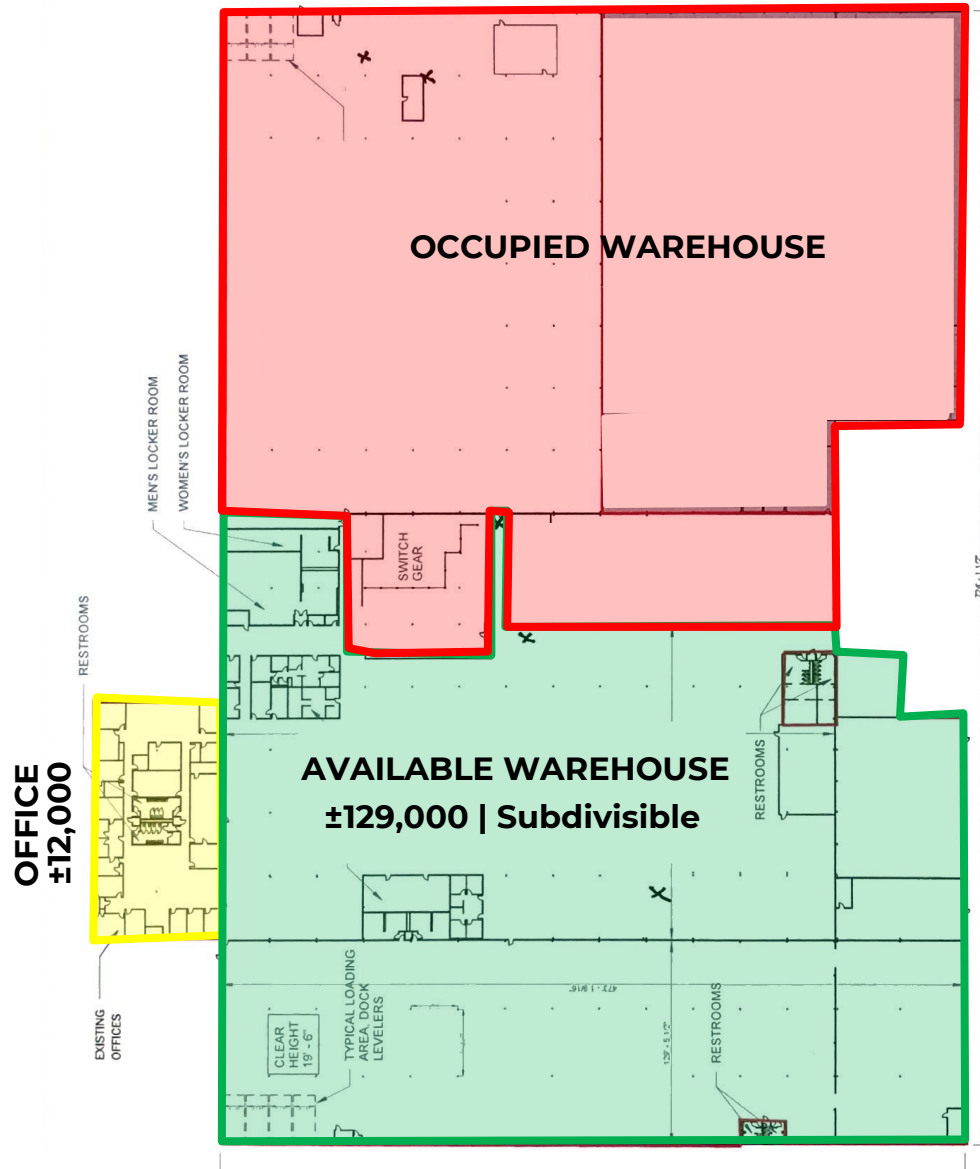 OCCUPIED WAREHOUSE
MEN'S LOCKER ROOM
WOMEN'S LOCKER ROOM
SWITCH
GEAR
RESTROOMS
RESTROOMS
OFFICE
±12,000
AVAILABLE WAREHOUSE
±129,000 | Subdivisible
EXISTING
OFFICES
CLEAR
HEIGHT
19' - 6"
TYPICAL LOADING
AREA, DOCK
LEVELERS
RESTROOMS